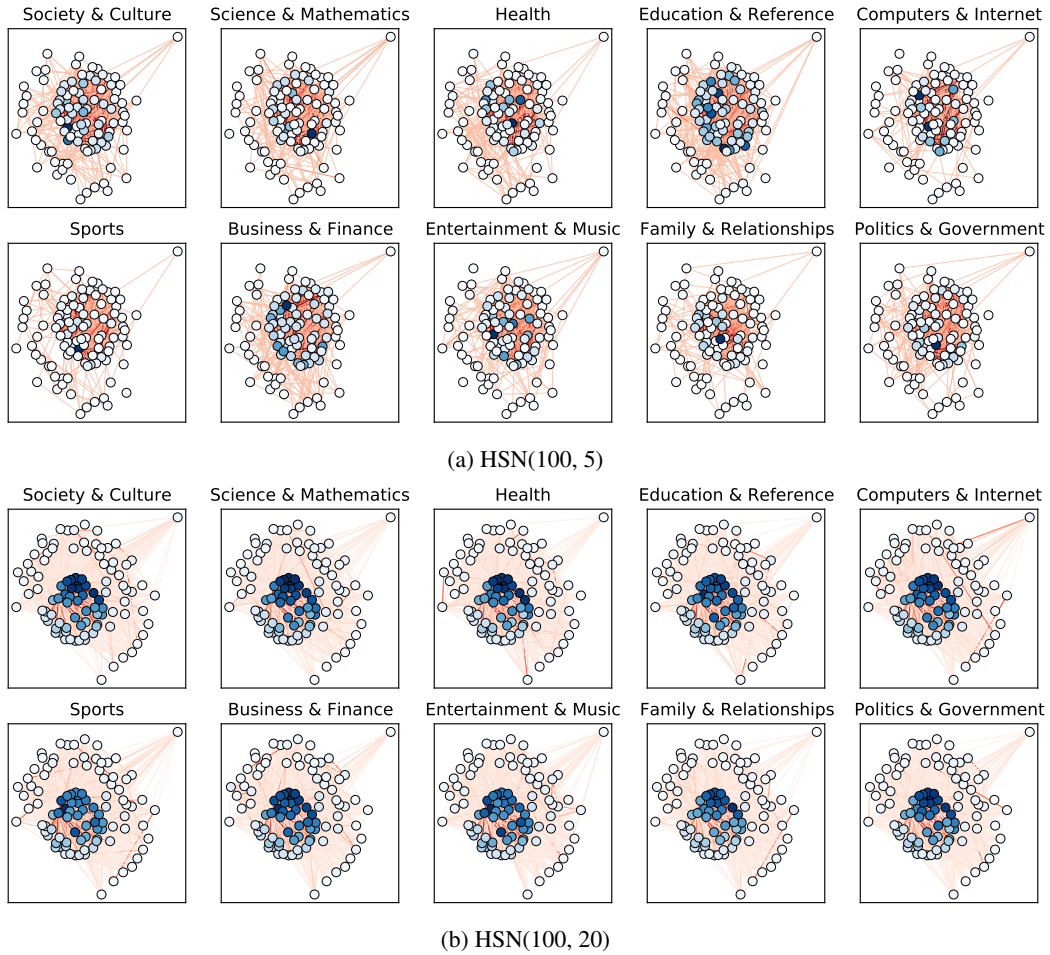 Society & Culture Science & Mathematics Health Education & Reference Computers & Internet
Sports Business & Finance Entertainment & Music Family & Relationships Politics & Government
(a) HSN(100, 5)
Society & Culture Science & Mathematics Health Education & Reference Computers & Internet
Sports Business & Finance Entertainment & Music Family & Relationships Politics & Government
(b) HSN(100, 20)